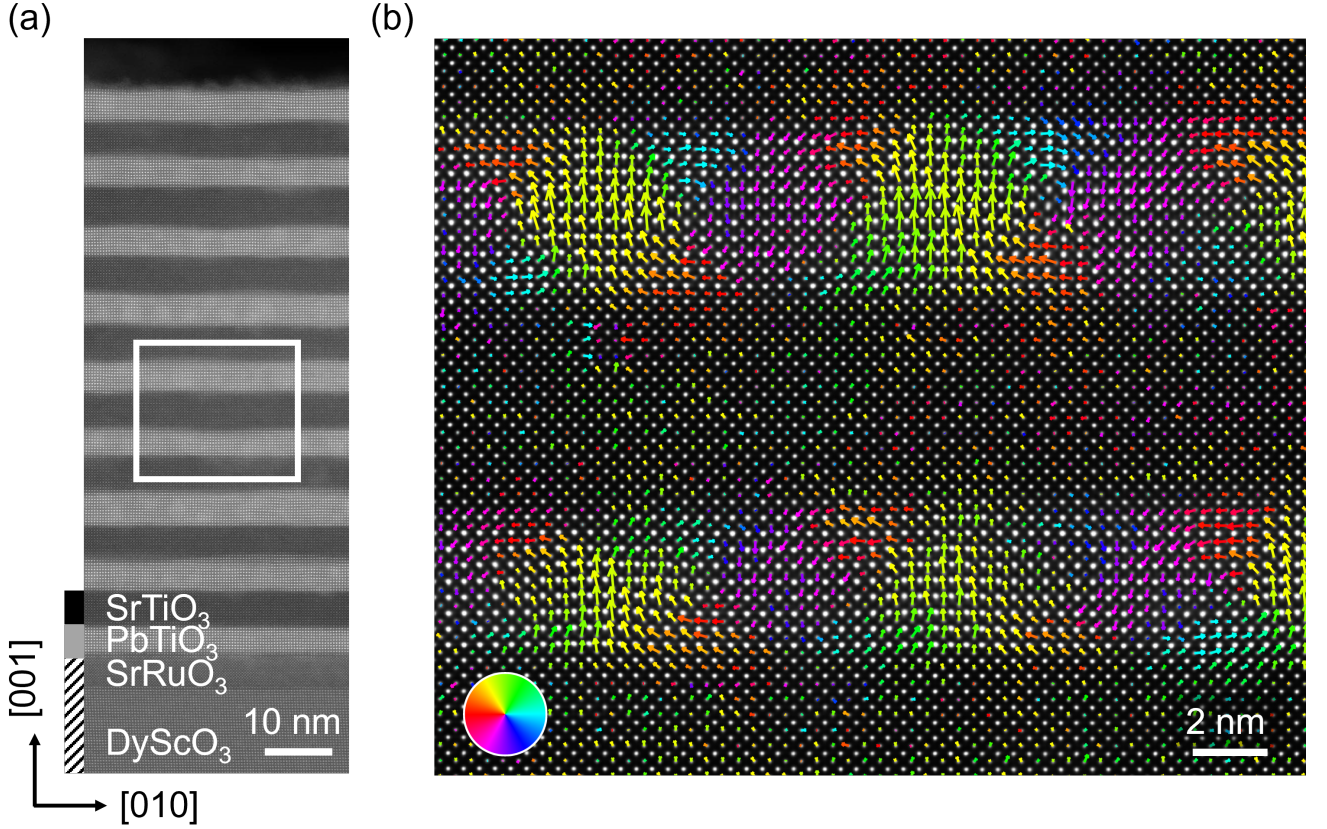 (a)
(b)
SrTiO₃
PbTiO₃
SrRuO₃
DyScO₃
10 nm
2 nm
[001]
[010]